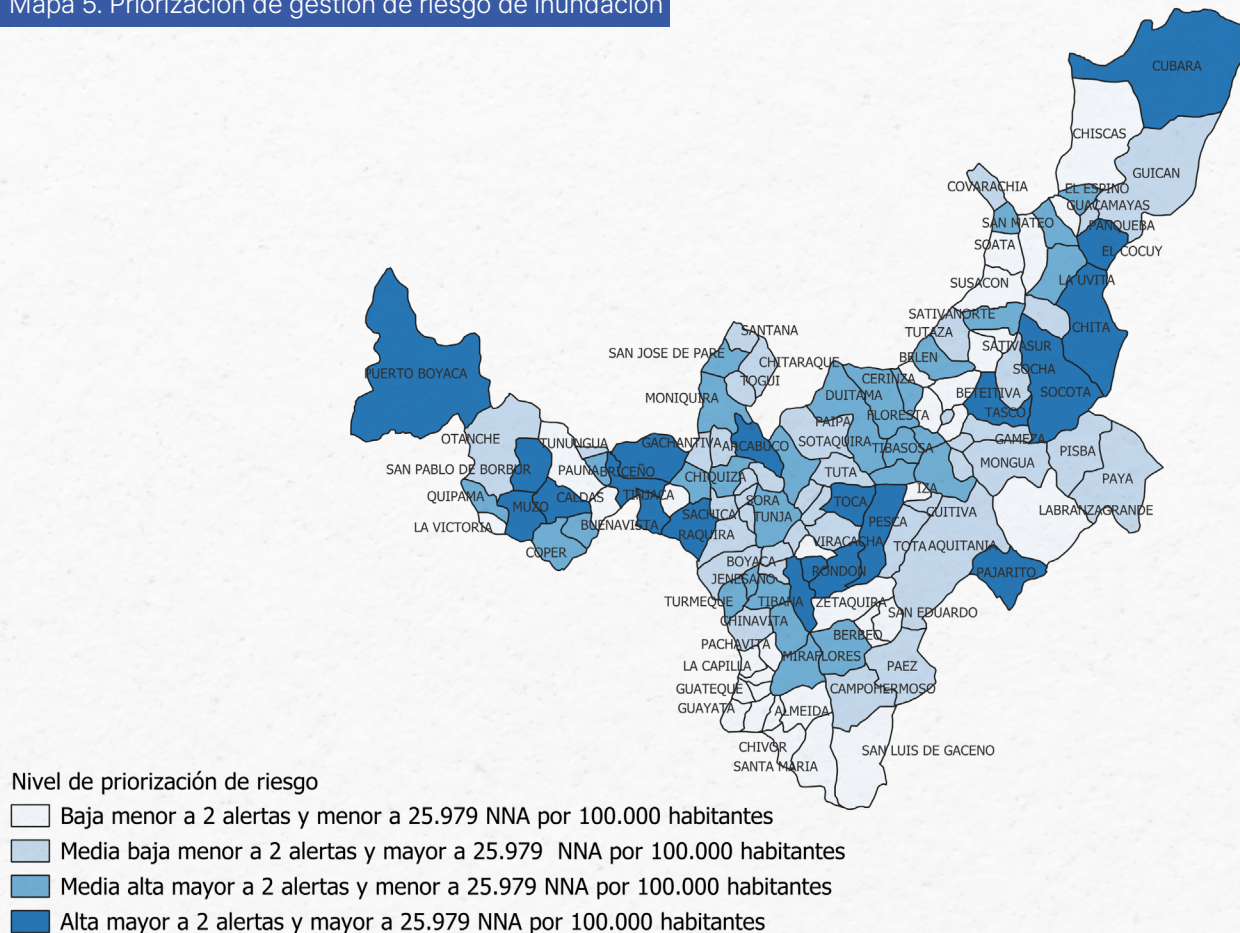 Mapa 5. Priorización de gestión de riesgo de inundación
CUBARA
CHISCAS
GUICAN
COVARACHIA
EL ESPINO
GUACAMAYAS
SAN MATEO
PANQUEBA
SOATA
EL COCUY
SUSACON
LA UVITA
SATIVANORTE
CHITA
TUTAZA
SANTANA
SATIVASUR
SAN JOSE DE PARE
BELEN
CHITARAQUE
SOCHA
PUERTO BOYACA
CERINZA
TOGUI
BETEITIVA
SOCOTA
DUITAMA
MONIQUIRA
TASCO
FLORESTA
PAIPA
OTANCHE
TUNUNGUA
GACHANTIVA
ARCABUCO
SOTAQUIRA
GAMEZA
TIBASOSA
PISBA
SAN PABLO DE BORBUR
PAUNA
BRICEÑO
MONGUA
TUTA
CHIQUIZA
PAYA
IZA
QUIPAMA
CALDAS
TINJACA
SORA
TOCA
MUZO
LABRANZAGRANDE
CUITIVA
SACHICA
TUNJA
PESCA
LA VICTORIA
BUENAVISTA
RAQUIRA
VIRACACHA
TOTA
AQUITANIA
COPER
BOYACA
RONDON
PAJARITO
JENESANO
TURMEQUE
TIBANA
ZETAQUIRA
SAN EDUARDO
CHINAVITA
BERBEO
PACHAVITA
MIRAFLORES
LA CAPILLA
PAEZ
GUATEQUE
CAMPOHERMOSO
GUAYATA
ALMEIDA
CHIVOR
SAN LUIS DE GACENO
SANTA MARIA
Nivel de priorización de riesgo
Baja menor a 2 alertas y menor a 25.979 NNA por 100.000 habitantes
Media baja menor a 2 alertas y mayor a 25.979 NNA por 100.000 habitantes
Media alta mayor a 2 alertas y menor a 25.979 NNA por 100.000 habitantes
Alta mayor a 2 alertas y mayor a 25.979 NNA por 100.000 habitantes